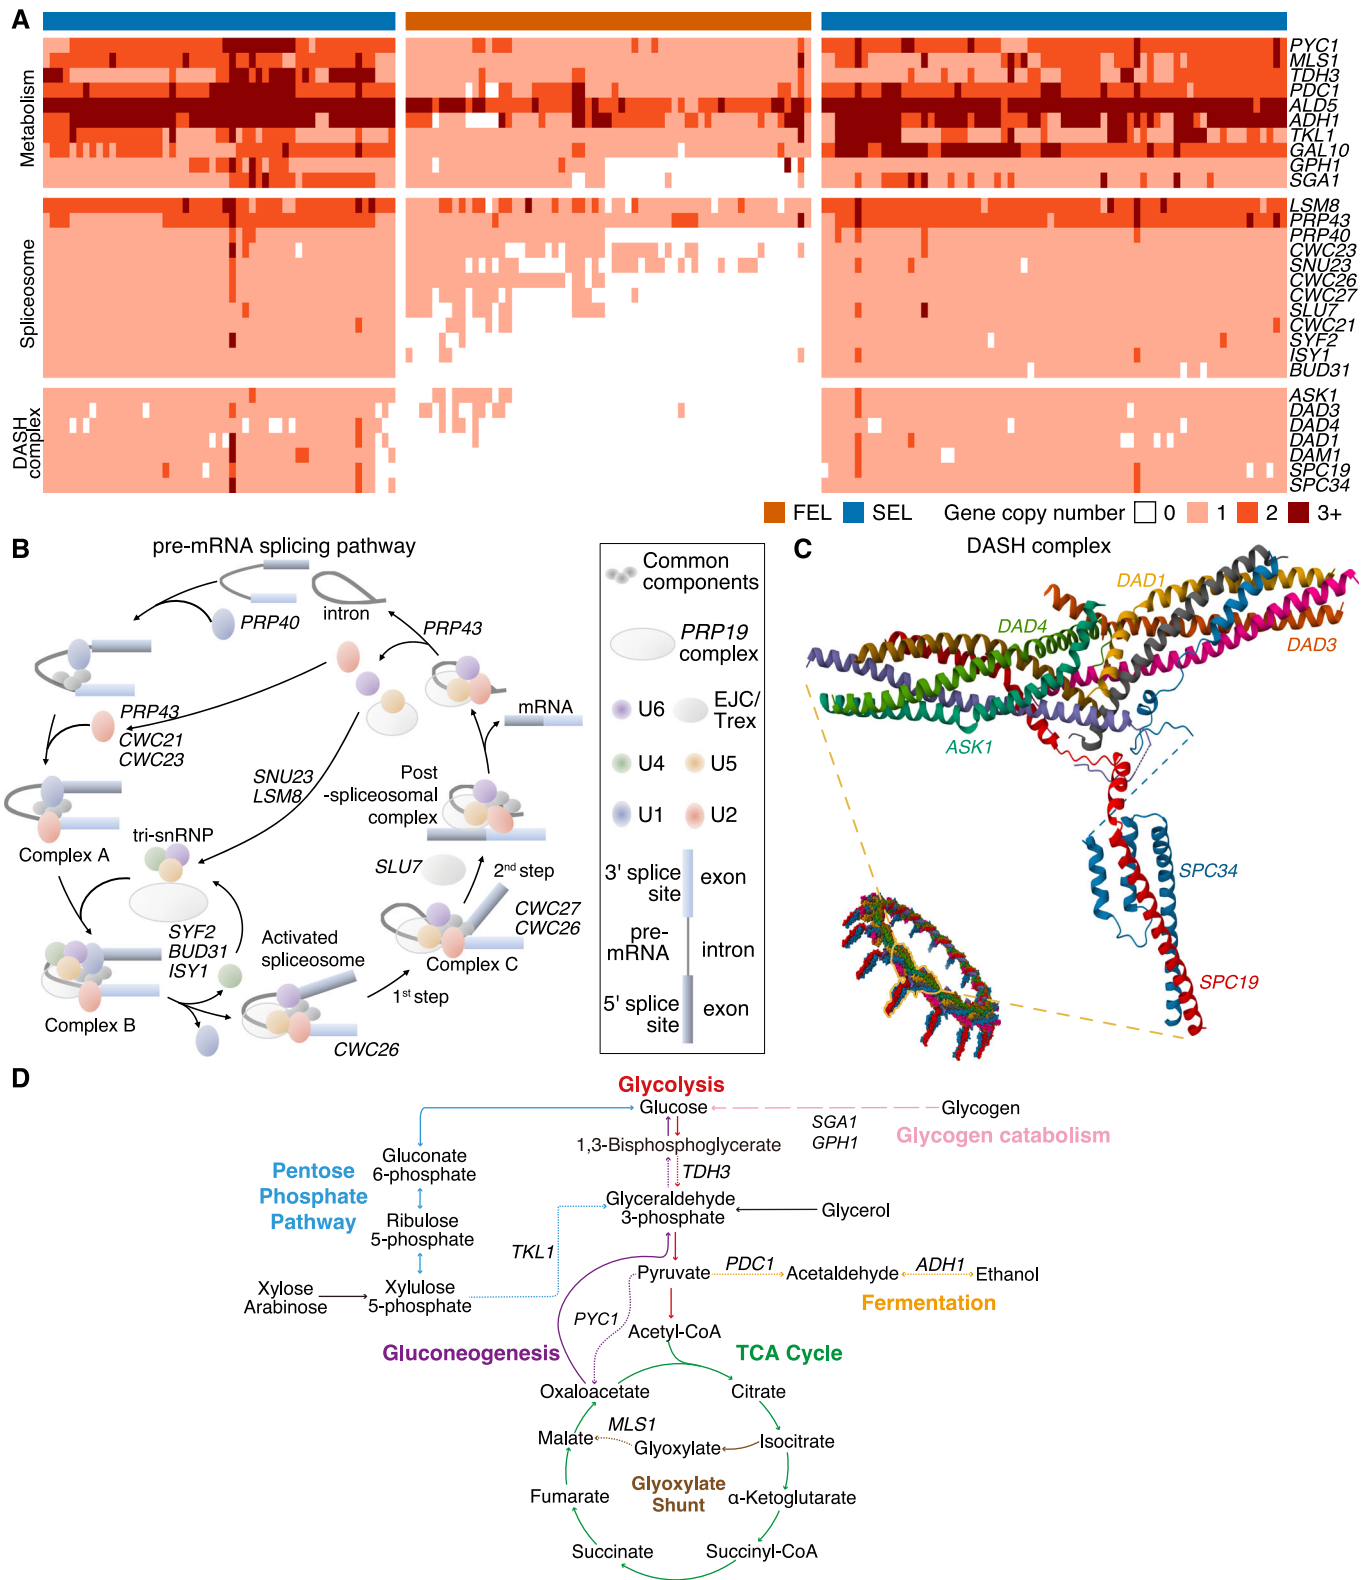 A
Metabolism
PYC1
MLS1
TDH3
PDC1
ALD5
ADH1
TKL1
GAL10
GPH1
SGA1
Spliceosome
LSM8
PRP43
PRP40
CWC23
SNU23
CWC26
CWC27
SLU7
CWC21
SYF2
ISY1
BUD31
DASH
complex
ASK1
DAD3
DAD4
DAD1
DAM1
SPC19
SPC34
FEL SEL Gene copy number 0 1 2 3+
B
pre-mRNA splicing pathway
intron
PRP40
PRP43
PRP43
CWC21
CWC23
mRNA
SNU23
LSM8
Post
-spliceosomal
complex
Complex A
tri-snRNP
SLU7
2nd step
CWC27
CWC26
SYF2
BUD31
ISY1
Activated
spliceosome
Complex C
1st step
Complex B
CWC26
Common
components
PRP19
complex
U6
EJC/
Trex
U4
U5
U1
U2
3' splice
site
exon
pre-
mRNA
intron
5' splice
site
exon
C
DASH complex
DAD1
DAD4
DAD3
ASK1
SPC34
SPC19
D
Glycolysis
Glucose
Glycogen
SGA1
GPH1
Glycogen catabolism
1,3-Bisphosphoglycerate
Gluconate
6-phosphate
TDH3
Pentose
Phosphate
Pathway
Glyceraldehyde
3-phosphate
Glycerol
Ribulose
5-phosphate
TKL1
Pyruvate
PDC1
Acetaldehyde
ADH1
Ethanol
Xylose
Arabinose
Xylulose
5-phosphate
Fermentation
PYC1
Acetyl-CoA
Gluconeogenesis
TCA Cycle
Oxaloacetate
Citrate
MLS1
Malate
Glyoxylate
Isocitrate
Glyoxylate
Shunt
Fumarate
α-Ketoglutarate
Succinate
Succinyl-CoA